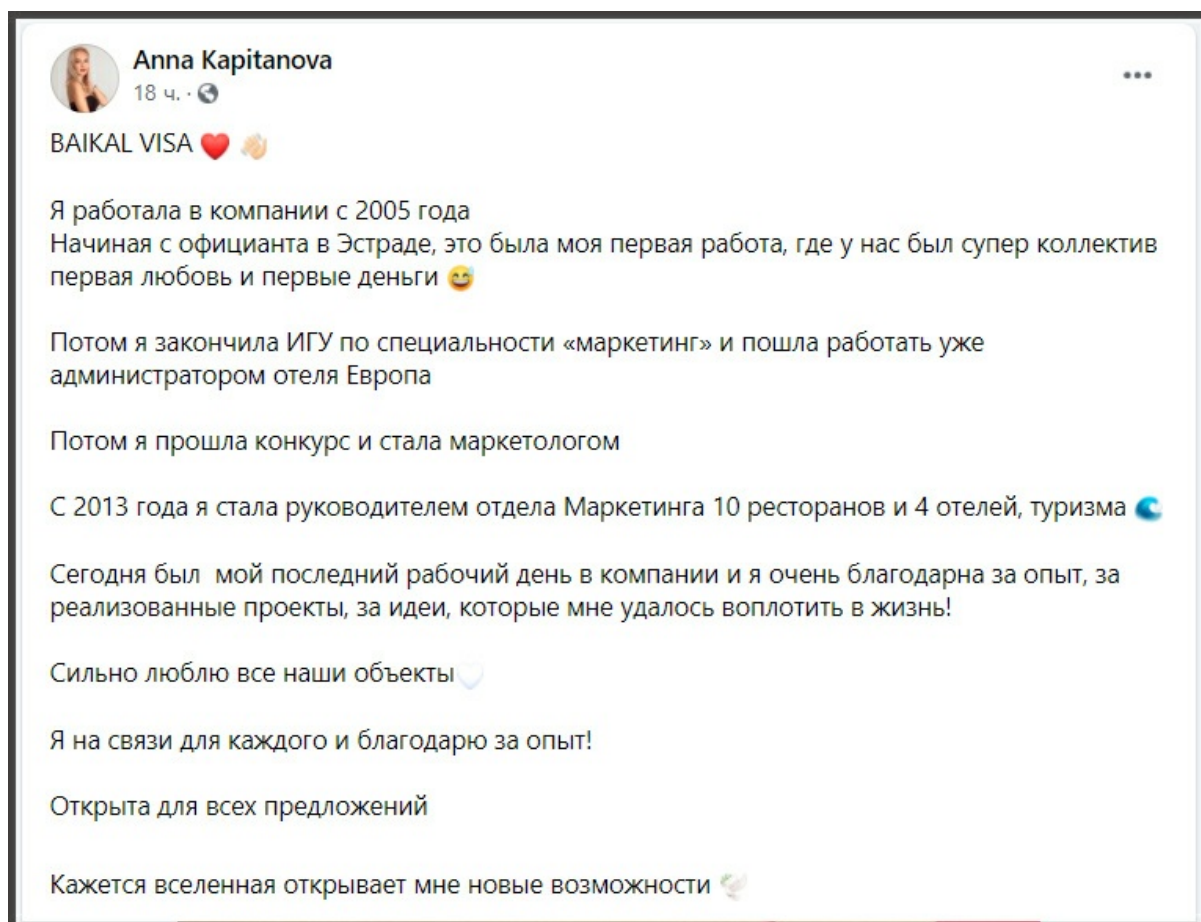 Anna Kapitanova
18 ч. ·
BAIKAL VISA ❤️ 👋🏻
Я работала в компании с 2005 года
Начиная с официанта в Эстраде, это была моя первая работа, где у нас был супер коллектив
первая любовь и первые деньги 😅
Потом я закончила ИГУ по специальности «маркетинг» и пошла работать уже
администратором отеля Европа
Потом я прошла конкурс и стала маркетологом
С 2013 года я стала руководителем отдела Маркетинга 10 ресторанов и 4 отелей, туризма 🌊
Сегодня был  мой последний рабочий день в компании и я очень благодарна за опыт, за
реализованные проекты, за идеи, которые мне удалось воплотить в жизнь!
Сильно люблю все наши объекты🤍
Я на связи для каждого и благодарю за опыт!
Открыта для всех предложений
Кажется вселенная открывает мне новые возможности 🕊